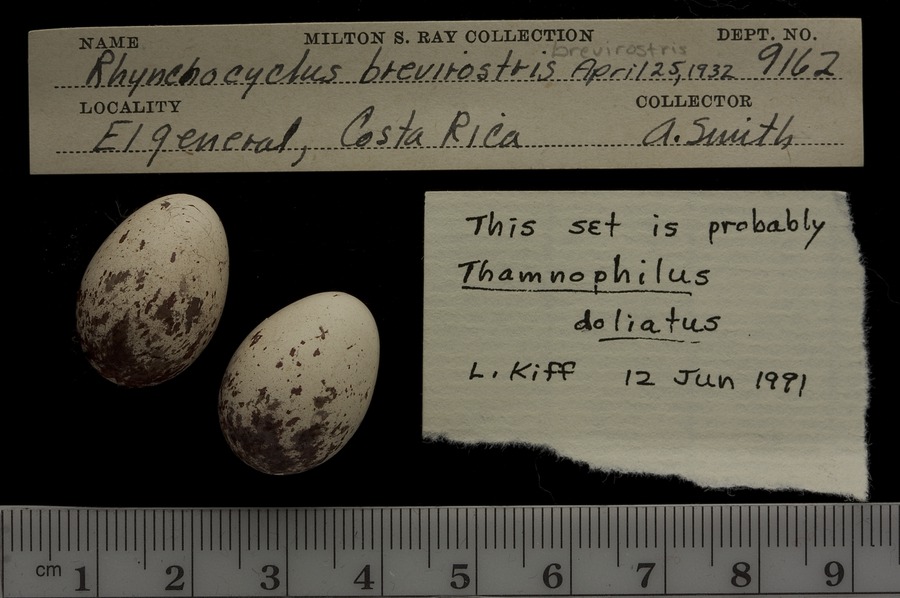 NAME MILTON S. RAY COLLECTION DEPT. NO.
brevirostris
Rhynchocyclus brevirostris April 25, 1932 9162
LOCALITY COLLECTOR
El general, Costa Rica A. Smith
This set is probably
Thamnophilus
doliatus
L. Kiff 12 Jun 1991
cm 1 2 3 4 5 6 7 8 9